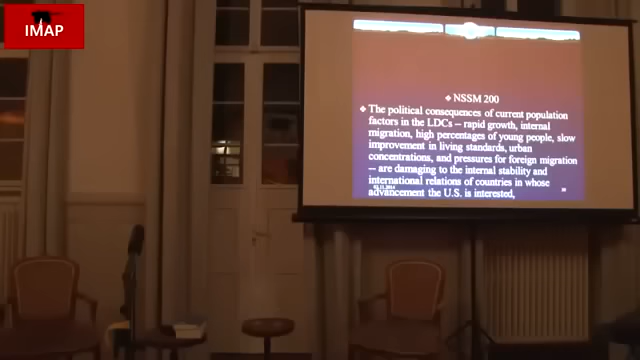 IMAP
❖ NSSM 200
❖ The political consequences of current population
factors in the LDCs – rapid growth, internal
migration, high percentages of young people, slow
improvement in living standards, urban
concentrations, and pressures for foreign migration
– are damaging to the internal stability and
international relations of countries in whose
advancement the U.S. is interested,